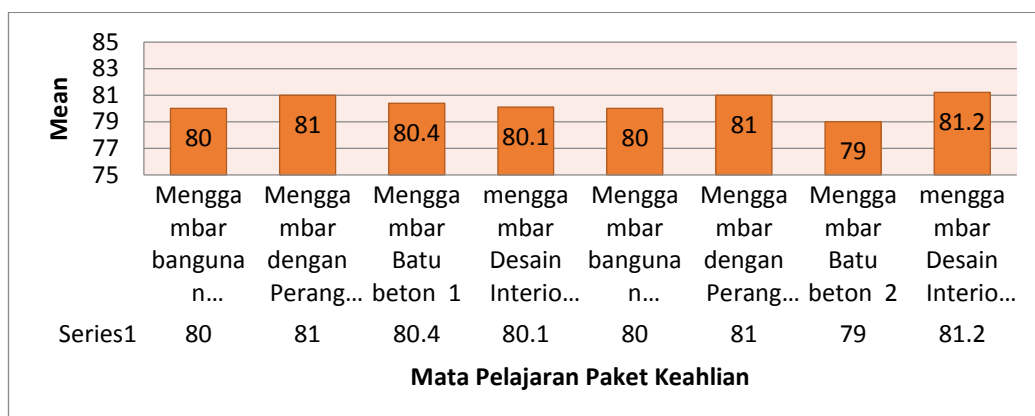 85
83
81
79
77
75
Mean
80
81
80.4
80.1
80
81
79
81.2
Mengga
mbar
banguna
n...
Mengga
mbar
dengan
Perang...
Mengga
mbar
Batu
beton 1
mengga
mbar
Desain
Interio...
Mengga
mbar
banguna
n...
Mengga
mbar
dengan
Perang...
Mengga
mbar
Batu
beton 2
mengga
mbar
Desain
Interio...
Series1 80 81 80.4 80.1 80 81 79 81.2
Mata Pelajaran Paket Keahlian